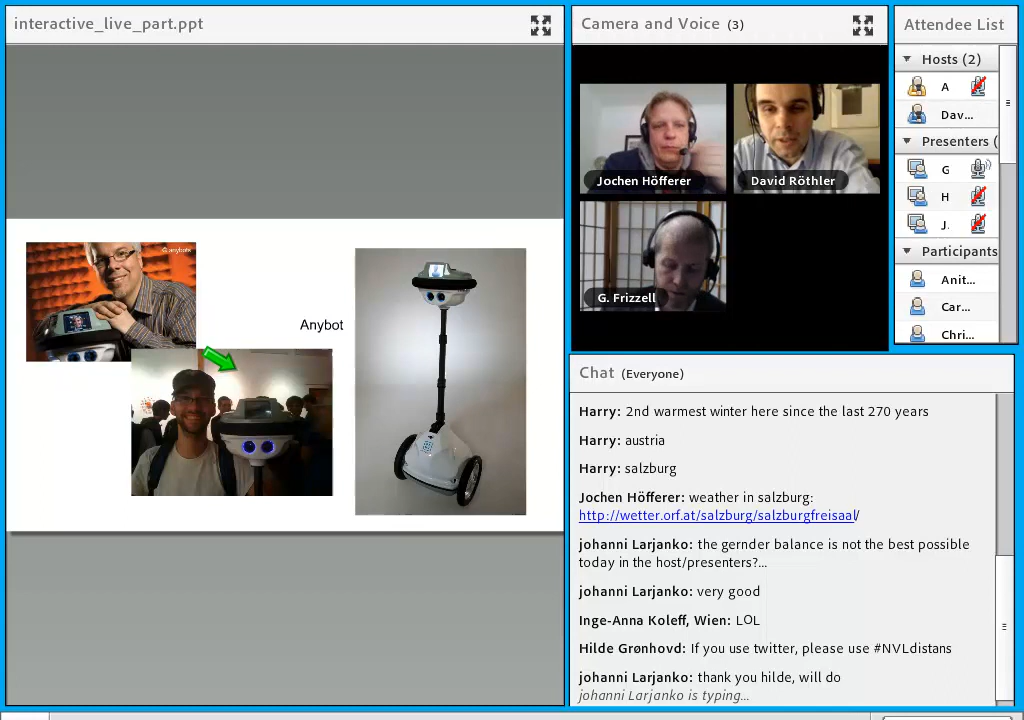 interactive_live_part.ppt
© anybots
Anybot
Camera and Voice (3)
Jochen Höfferer
David Röthler
G. Frizzell
Attendee List
Hosts (2)
A
Dav...
Presenters (
G
H
J.
Participants
Anit...
Car...
Chri...
Chat (Everyone)
Harry: 2nd warmest winter here since the last 270 years
Harry: austria
Harry: salzburg
Jochen Höfferer: weather in salzburg:
http://wetter.orf.at/salzburg/salzburgfreisaal/
johanni Larjanko: the gernder balance is not the best possible
today in the host/presenters?...
johanni Larjanko: very good
Inge-Anna Koleff, Wien: LOL
Hilde Grønhovd: If you use twitter, please use #NVLdistans
johanni Larjanko: thank you hilde, will do
johanni Larjanko is typing...